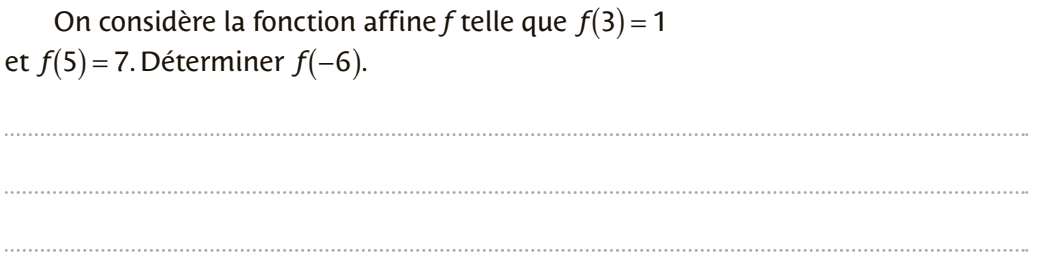 On considère la fonction affine f telle que f(3) = 1
et f(5) = 7. Déterminer f(–6).